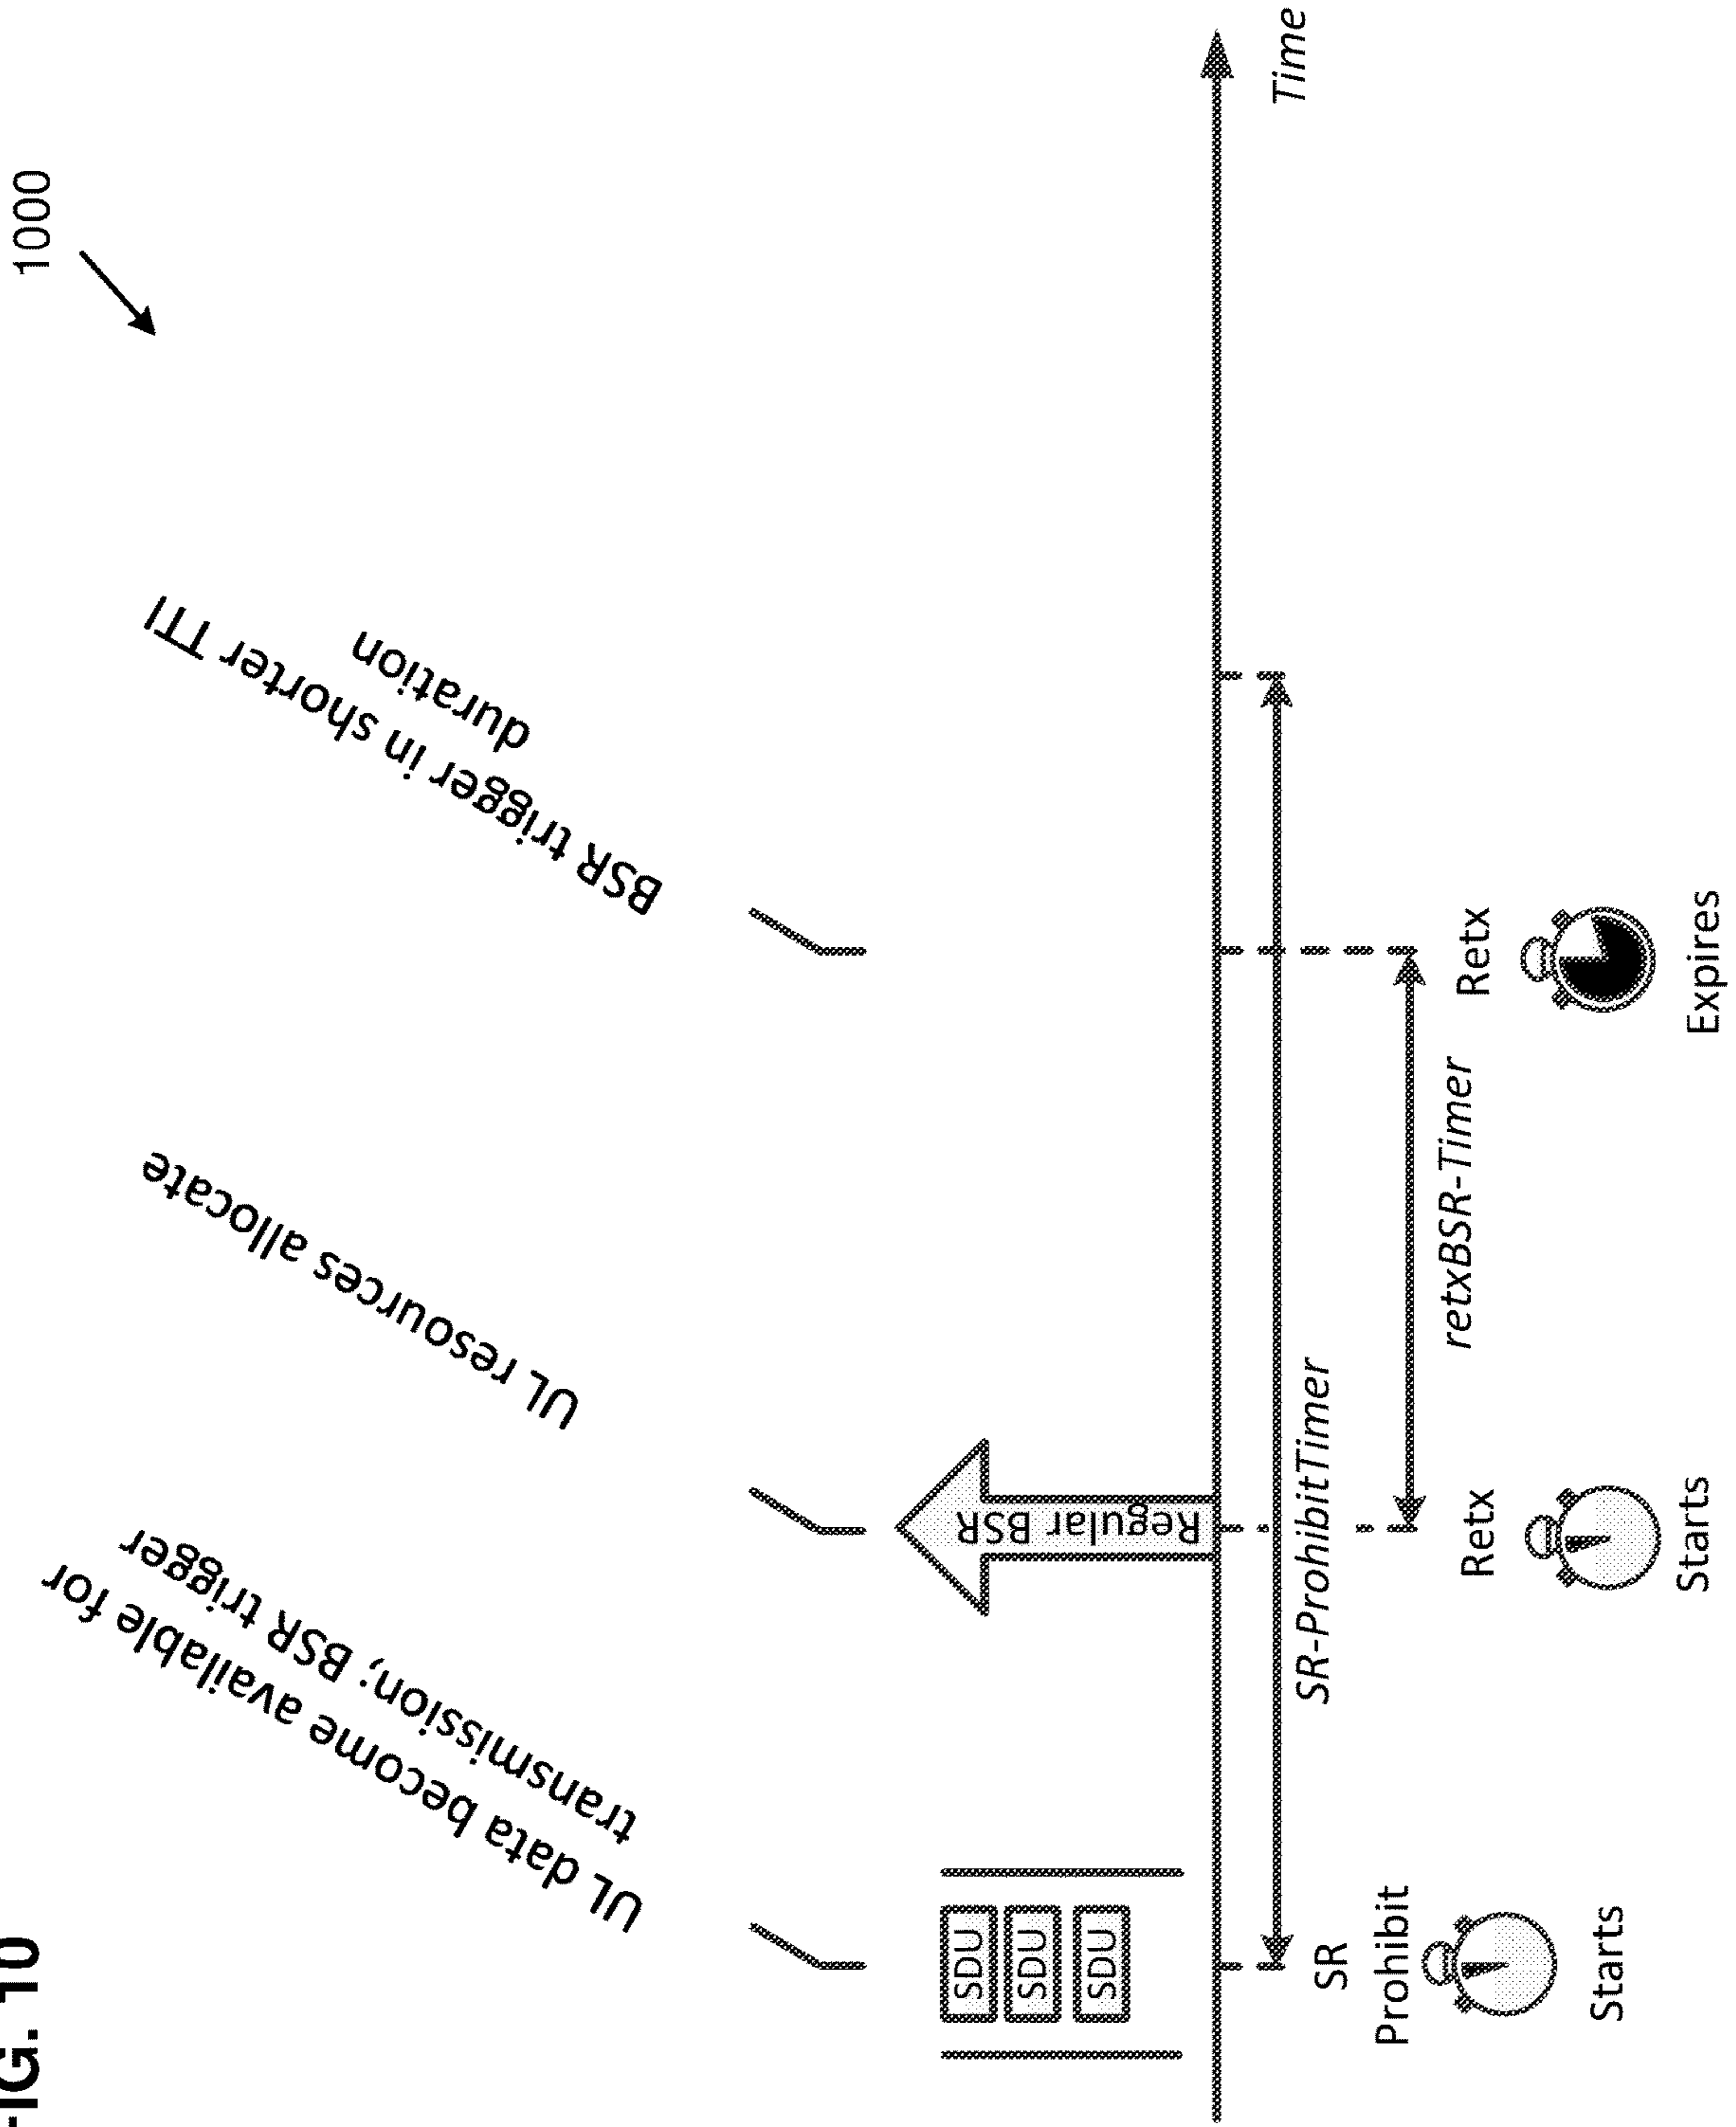 FIG. 10
1000
UL data become available for
transmission; BSR trigger
UL resources allocate
BSR trigger in shorter TTI
duration
SDU
SDU
SDU
Regular BSR
Time
SR-ProhibitTimer
retxBSR-Timer
SR
Prohibit
Starts
Retx
Starts
Retx
Expires